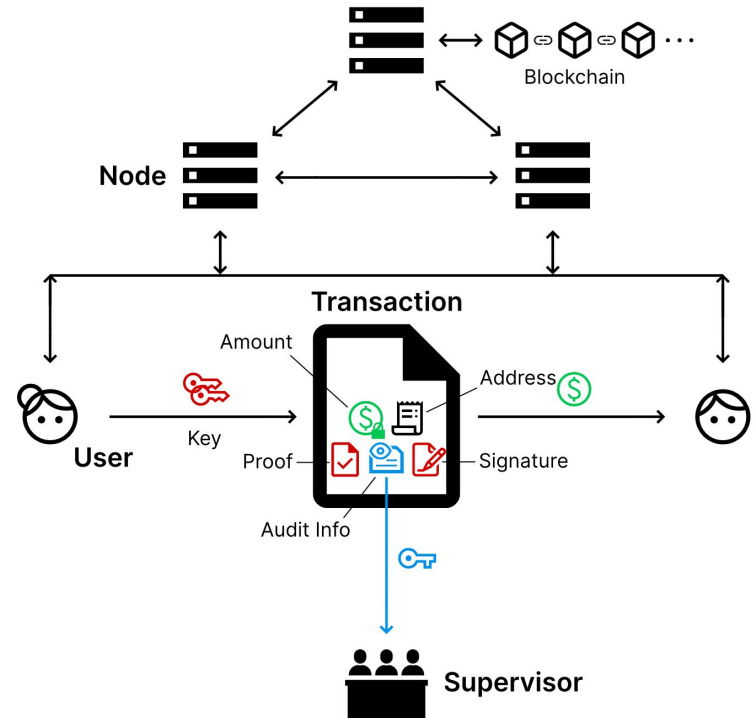 Blockchain
Node
Transaction
Amount
Address
Key
User
Proof
Signature
Audit Info
Supervisor